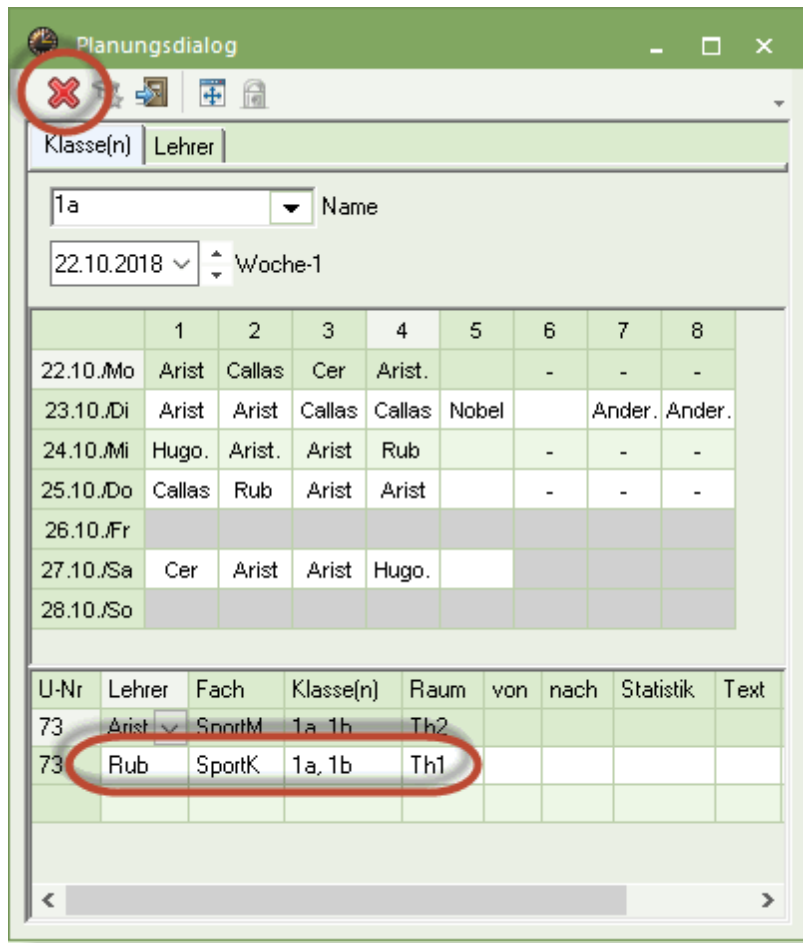 Planungsdialog
Klasse(n) Lehrer
1a Name
22.10.2018 Woche-1
1 2 3 4 5 6 7 8
22.10./Mo Arist Callas Cer Arist. - - -
23.10./Di Arist Arist Callas Callas Nobel Ander. Ander.
24.10./Mi Hugo. Arist. Arist Rub - - -
25.10./Do Callas Rub Arist Arist - - -
26.10./Fr
27.10./Sa Cer Arist Arist Hugo.
28.10./So
U-Nr Lehrer Fach Klasse(n) Raum von nach Statistik Text
73 Arist SportM 1a, 1b Th2
73 Rub SportK 1a, 1b Th1